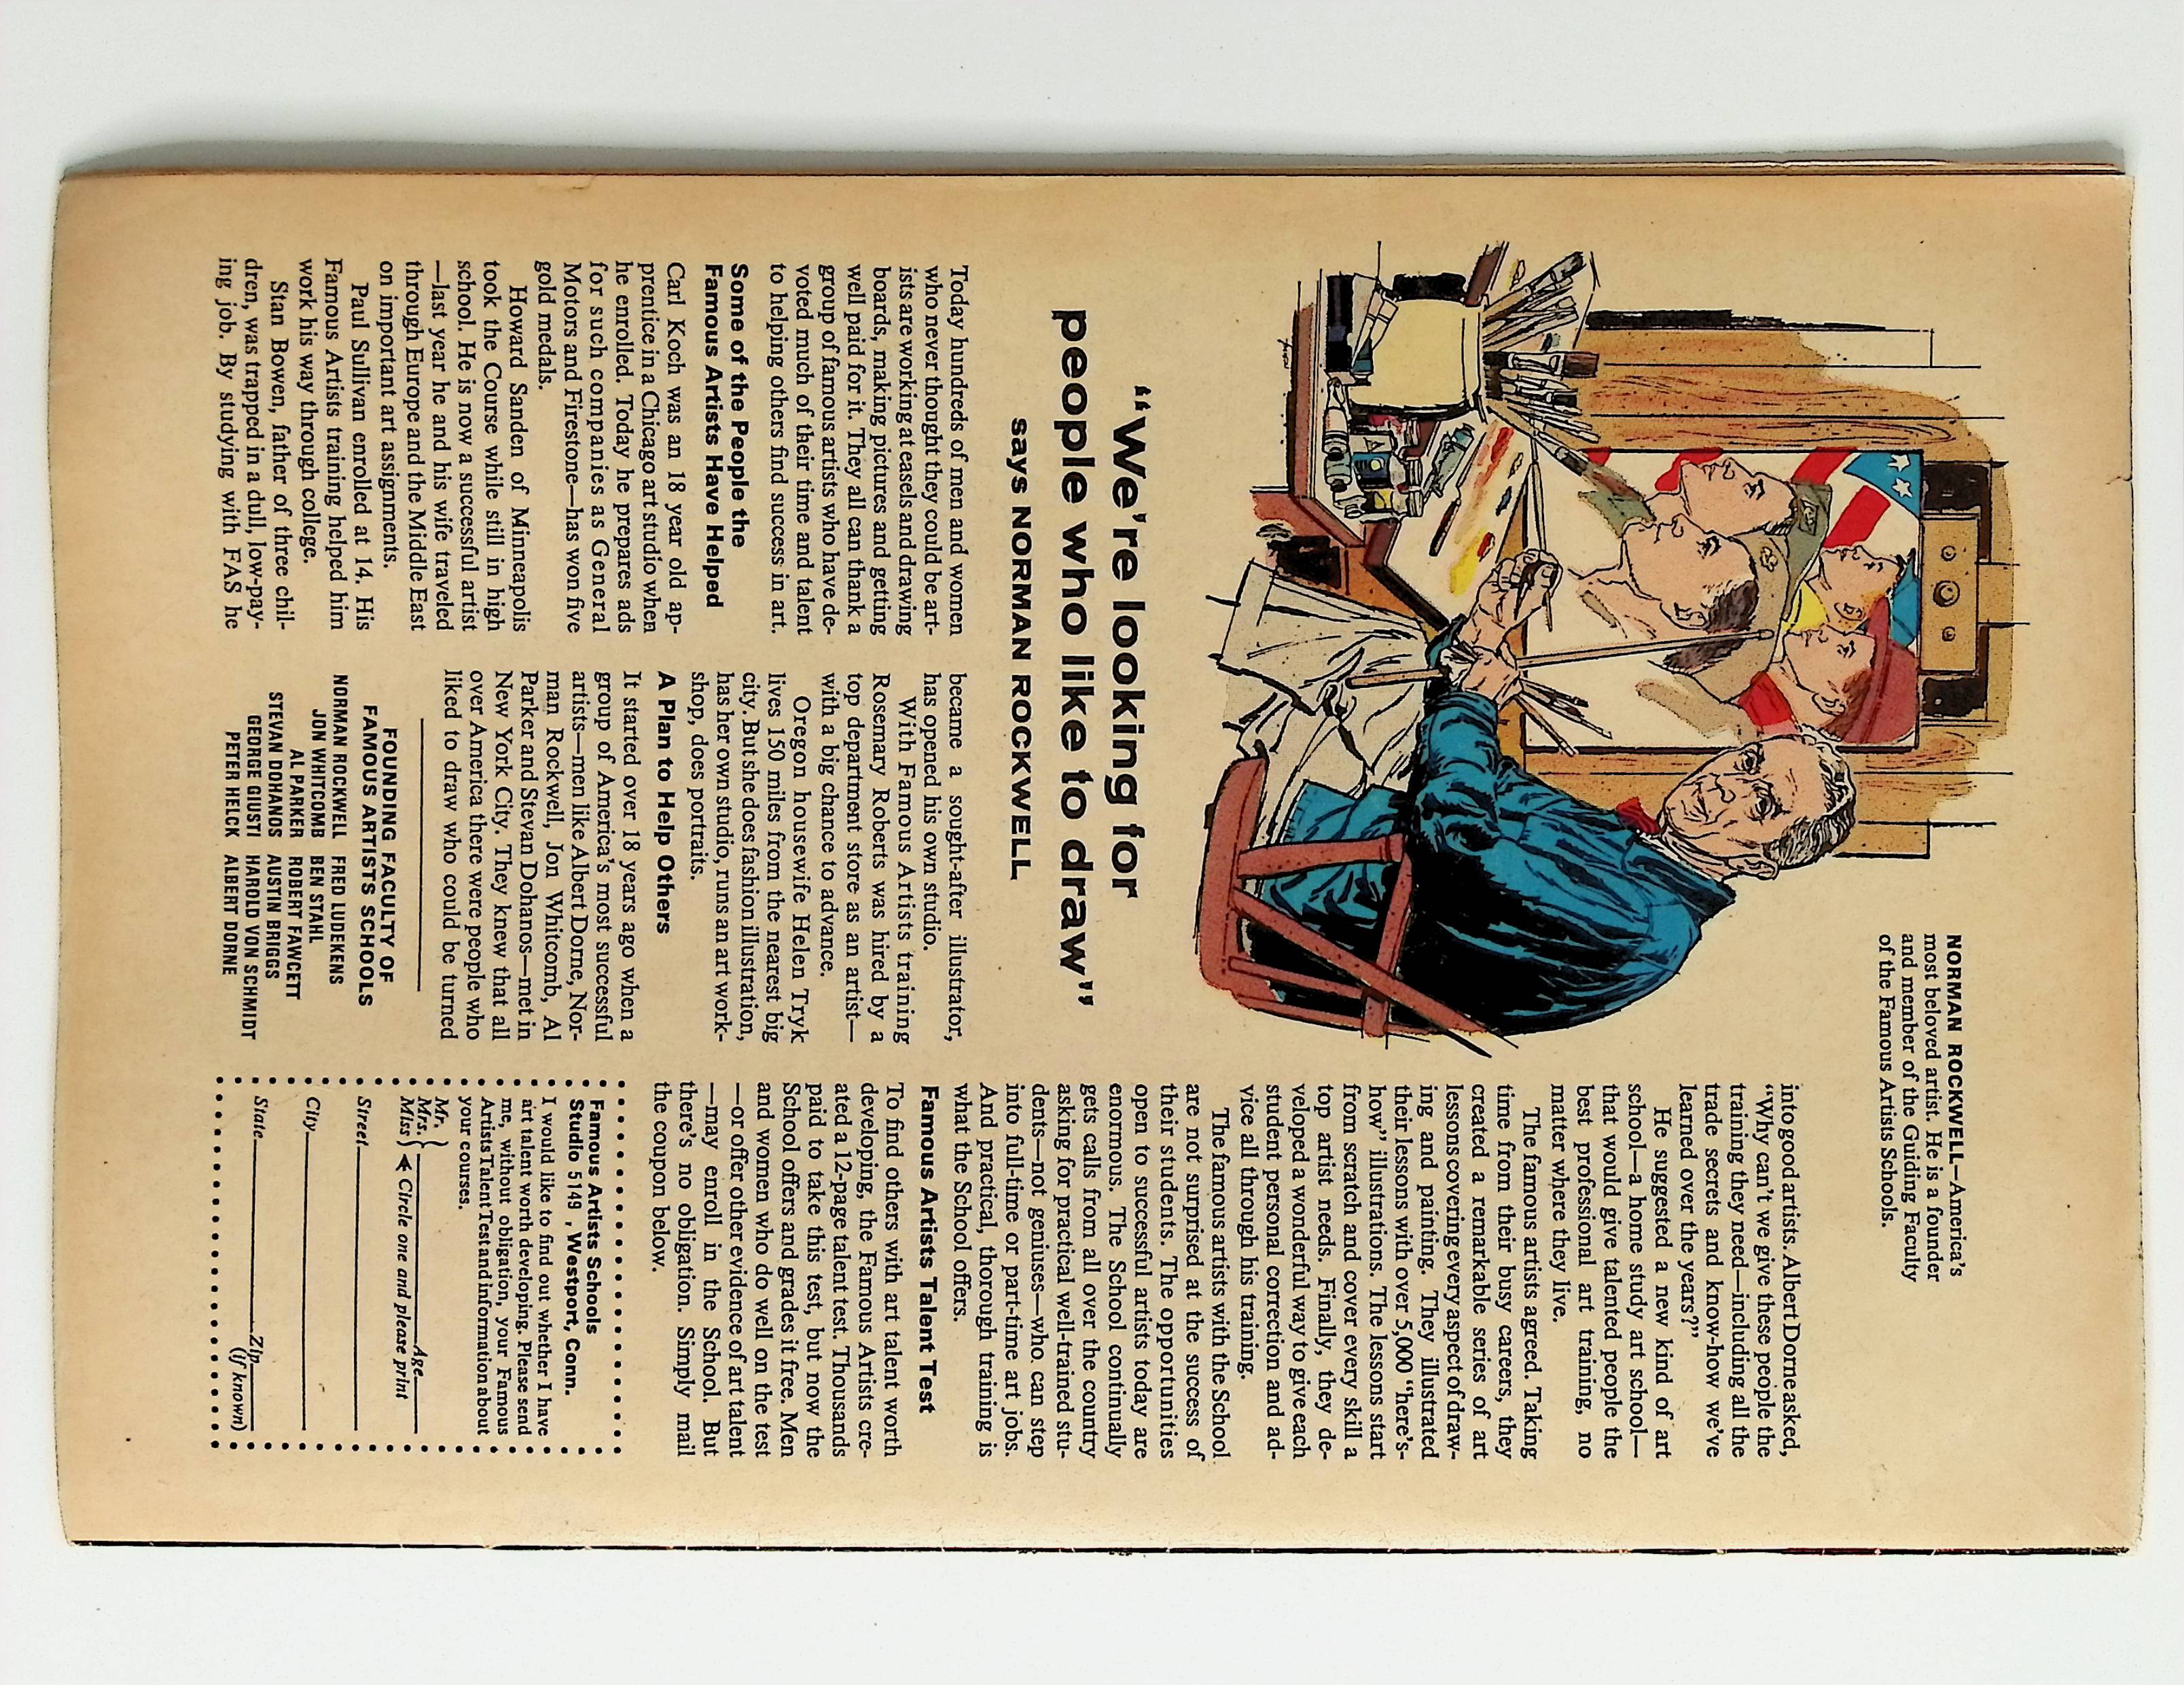 NORMAN ROCKWELL—America's
most beloved artist. He is a founder
and member of the Guiding Faculty
of the Famous Artists Schools.
"We're looking for
people who like to draw"
says NORMAN ROCKWELL
Today hundreds of men and women
who never thought they could be art-
ists are working at easels and drawing
boards, making pictures and getting
well paid for it. They all can thank a
group of famous artists who have de-
voted much of their time and talent
to helping others find success in art.
Some of the People the
Famous Artists Have Helped
Carl Koch was an 18 year old ap-
prentice in a Chicago art studio when
he enrolled. Today he prepares ads
for such companies as General
Motors and Firestone—has won five
gold medals.
Howard Sanden of Minneapolis
took the Course while still in high
school. He is now a successful artist
—last year he and his wife traveled
through Europe and the Middle East
on important art assignments.
Paul Sullivan enrolled at 14. His
Famous Artists training helped him
work his way through college.
Stan Bowen, father of three chil-
dren, was trapped in a dull, low-pay-
ing job. By studying with FAS he
became a sought-after illustrator,
has opened his own studio.
With Famous Artists training
Rosemary Roberts was hired by a
top department store as an artist—
with a big chance to advance.
Oregon housewife Helen Tryk
lives 150 miles from the nearest big
city. But she does fashion illustration,
has her own studio, runs an art work-
shop, does portraits.
A Plan to Help Others
It started over 18 years ago when a
group of America's most successful
artists—men like Albert Dorne, Nor-
man Rockwell, Jon Whitcomb, Al
Parker and Stevan Dohanos—met in
New York City. They knew that all
over America there were people who
liked to draw who could be turned
FOUNDING FACULTY OF
FAMOUS ARTISTS SCHOOLS
NORMAN ROCKWELL FRED LUDEKENS
JON WHITCOMB BEN STAHL
AL PARKER ROBERT FAWCETT
STEVAN DOHANOS AUSTIN BRIGGS
GEORGE GIUSTI HAROLD VON SCHMIDT
PETER HELCK ALBERT DORNE
into good artists. Albert Dorne asked,
"Why can't we give these people the
training they need—including all the
trade secrets and know-how we've
learned over the years?"
He suggested a new kind of art
school—a home study art school—
that would give talented people the
best professional art training, no
matter where they live.
The famous artists agreed. Taking
time from their busy careers, they
created a remarkable series of art
lessons covering every aspect of draw-
ing and painting. They illustrated
their lessons with over 5,000 "here's-
how" illustrations. The lessons start
from scratch and cover every skill a
top artist needs. Finally, they de-
veloped a wonderful way to give each
student personal correction and ad-
vice all through his training.
The famous artists with the School
are not surprised at the success of
their students. The opportunities
open to successful artists today are
enormous. The School continually
gets calls from all over the country
asking for practical well-trained stu-
dents—not geniuses—who can step
into full-time or part-time art jobs.
And practical, thorough training is
what the School offers.
Famous Artists Talent Test
To find others with art talent worth
developing, the Famous Artists cre-
ated a 12-page talent test. Thousands
paid to take this test, but now the
School offers and grades it free. Men
and women who do well on the test
—or offer other evidence of art talent
—may enroll in the School. But
there's no obligation. Simply mail
the coupon below.
Famous Artists Schools
Studio 5149, Westport, Conn.
I would like to find out whether I have
art talent worth developing. Please send
me, without obligation, your Famous
Artists Talent Test and information about
your courses.
Mr.
Mrs. Age
Miss Circle one and please print
Street
City
State Zip
(if known)